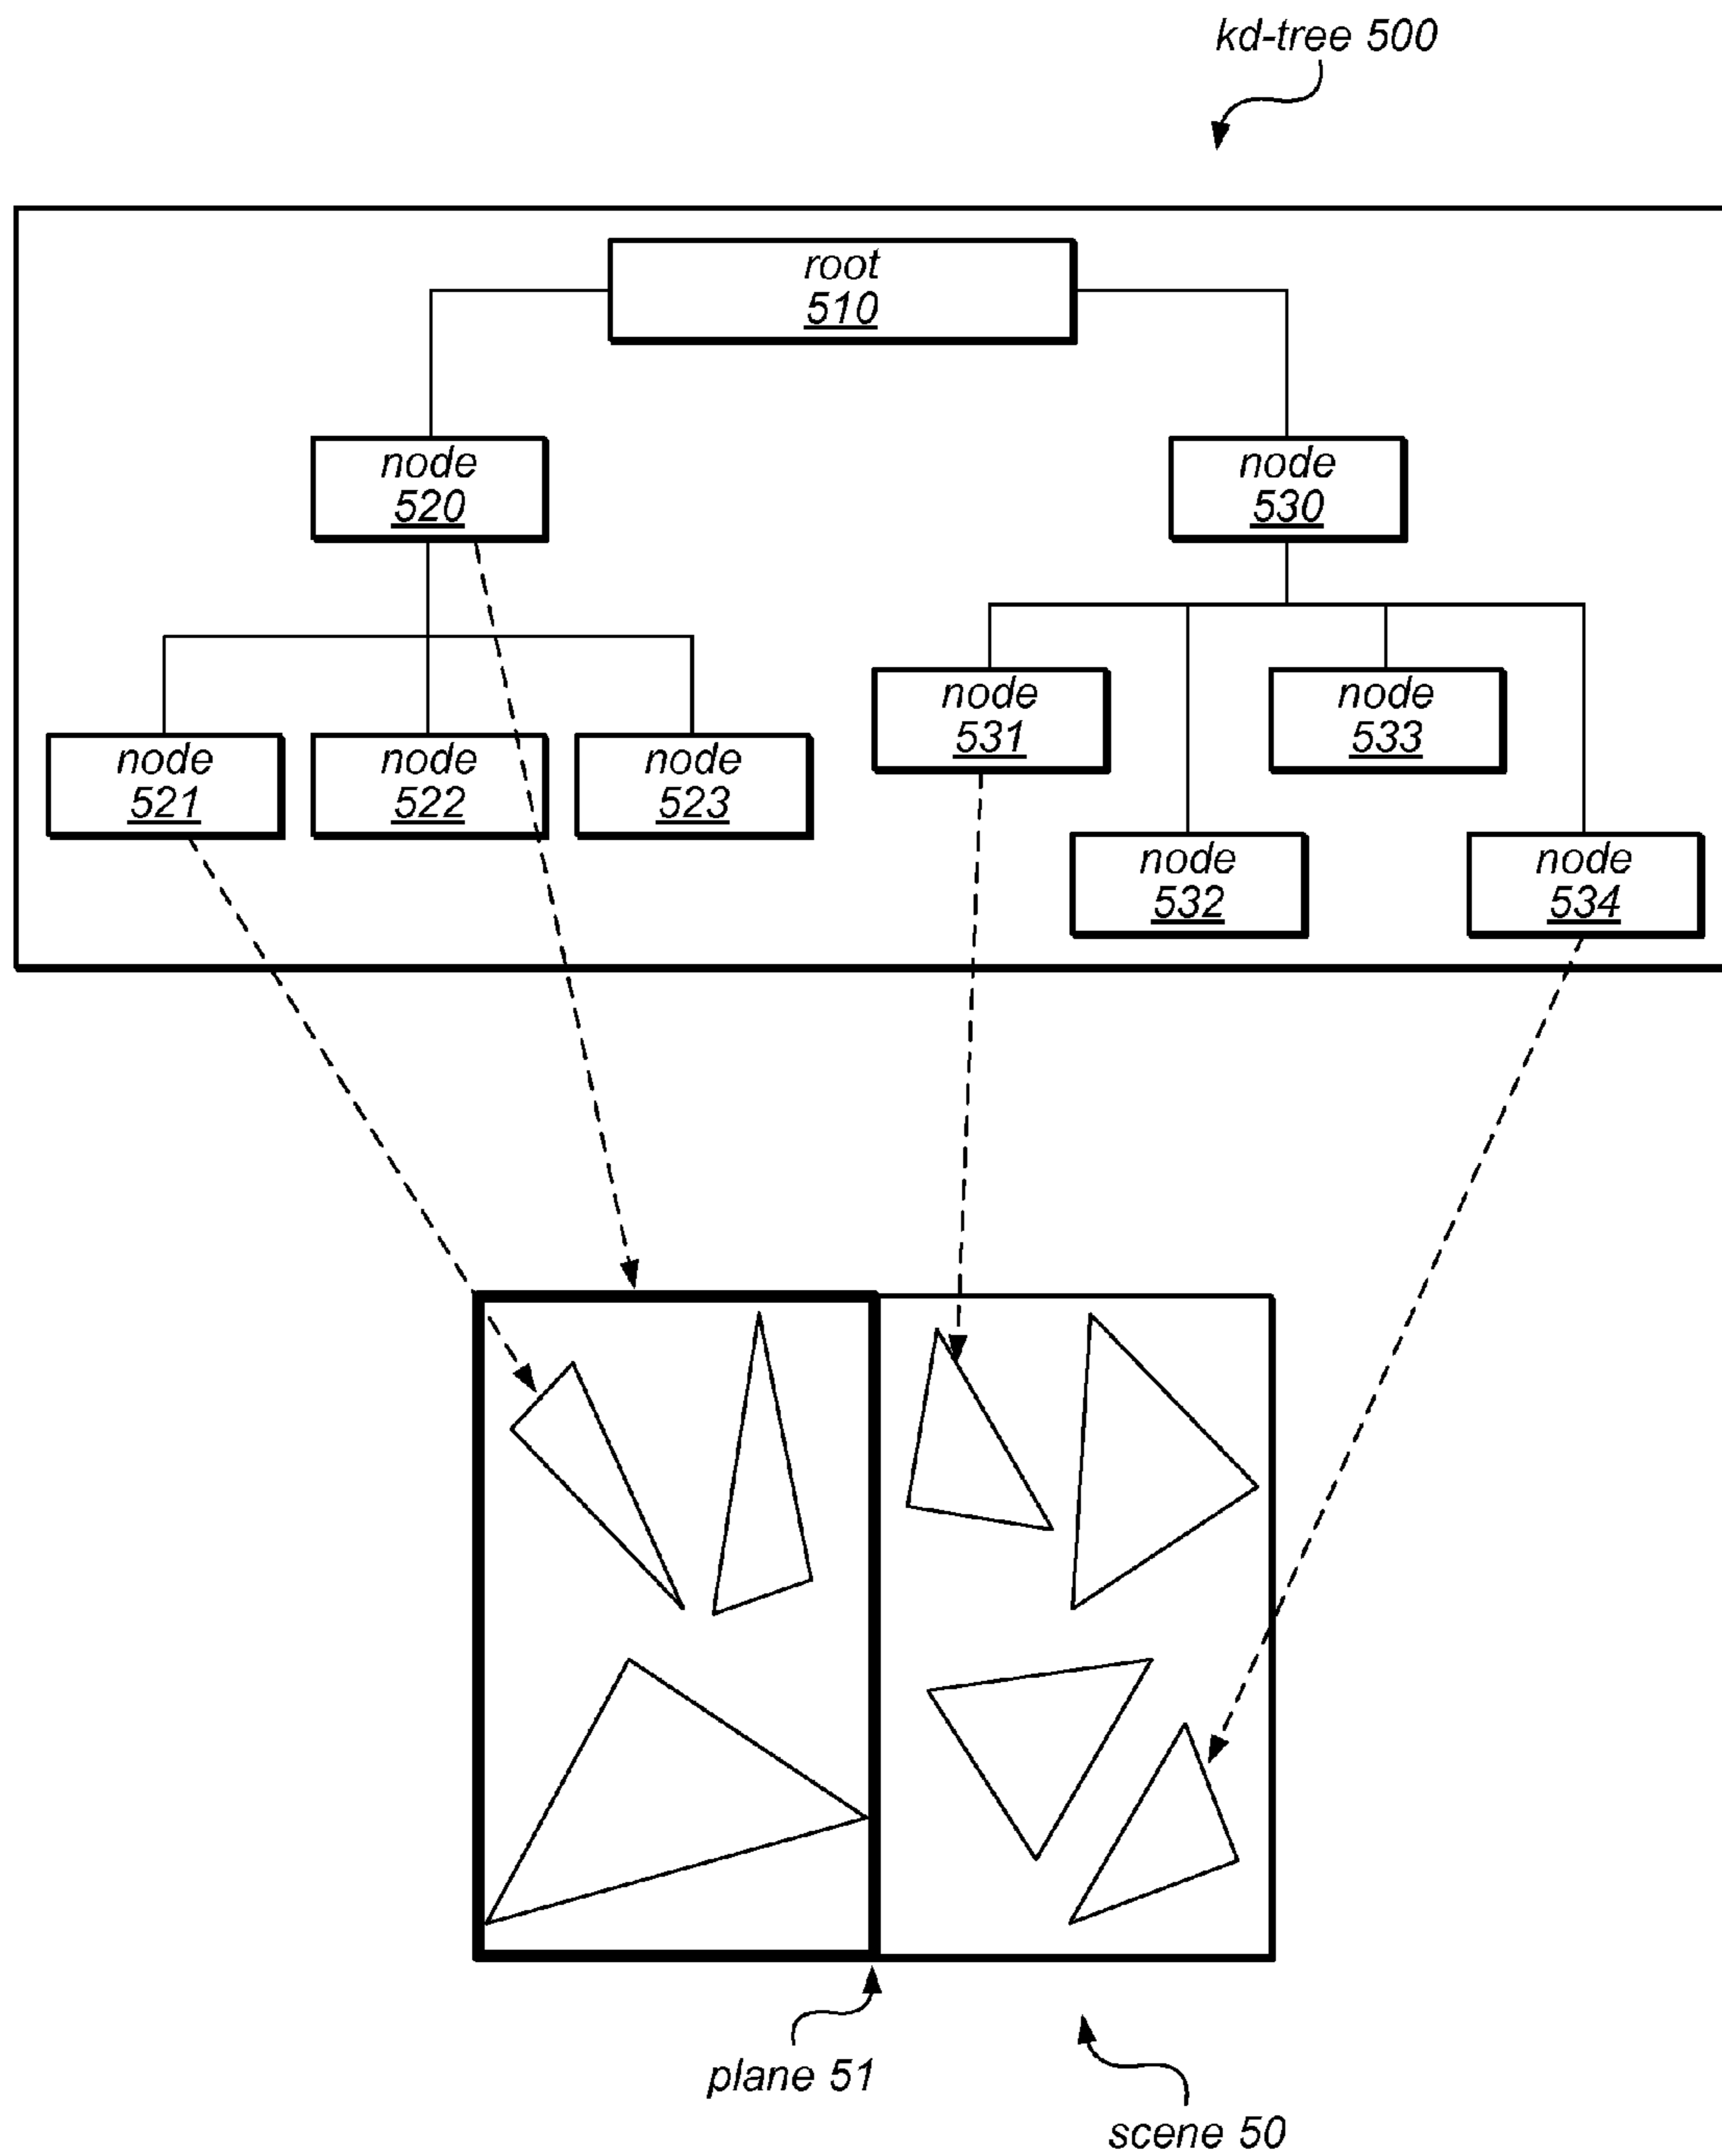 kd-tree 500
root
510
node
520
node
530
node
521
node
522
node
523
node
531
node
533
node
532
node
534
plane 51
scene 50